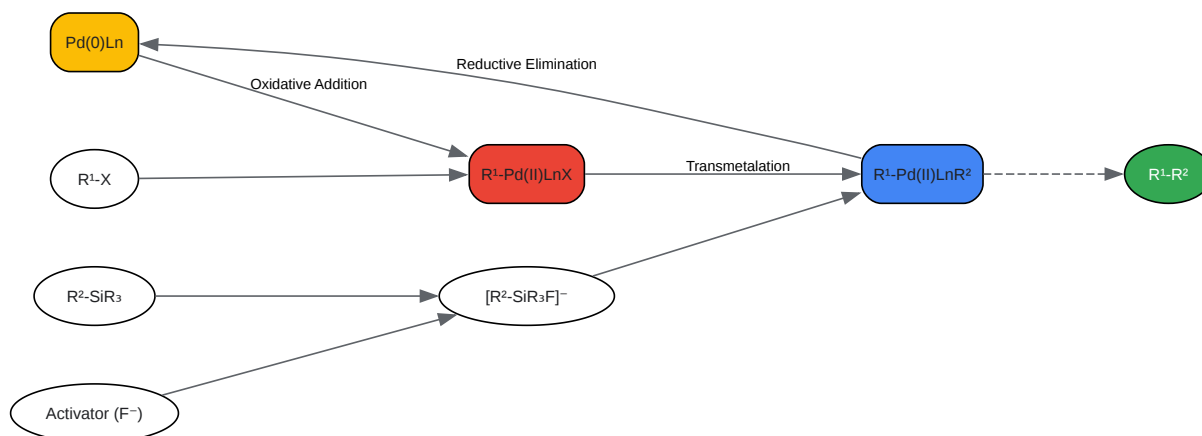 Pd(0)Ln
Reductive Elimination
Oxidative Addition
R¹-X
R¹-Pd(II)LnX
Transmetalation
R¹-Pd(II)LnR²
R¹-R²
R²-SiR₃
[R²-SiR₃F]⁻
Activator (F⁻)